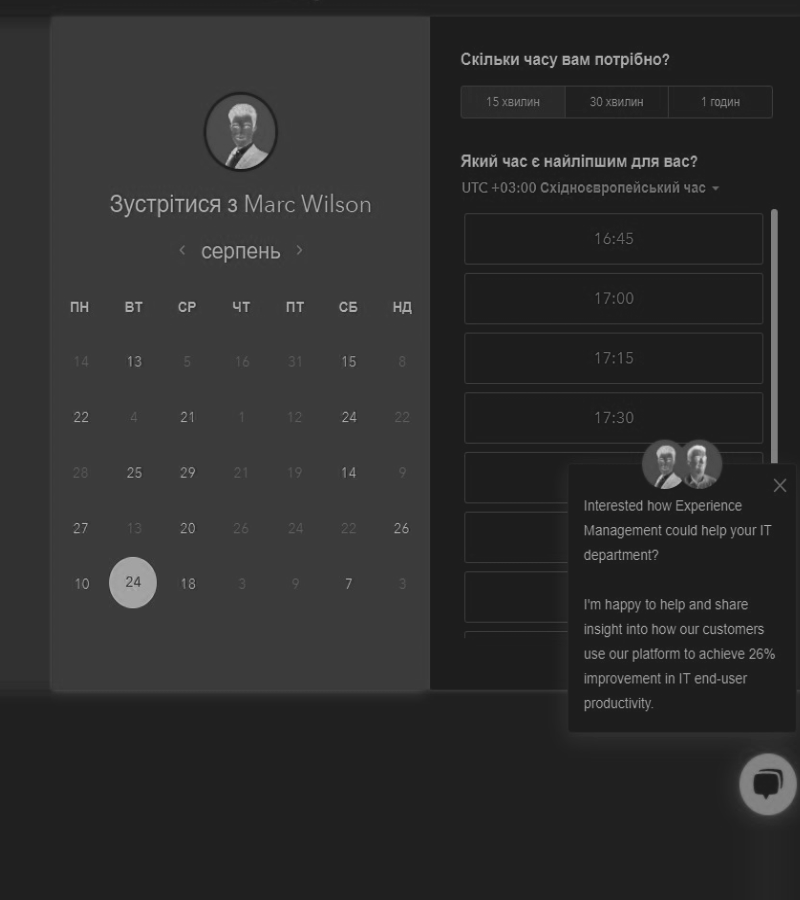 Зустрітися з Marc Wilson
серпень
ПН ВТ СР ЧТ ПТ СБ НД
14 13 5 16 31 15 8
22 4 21 1 12 24 22
28 25 29 21 19 14 9
27 13 20 26 24 22 26
10 24 18 3 9 7 3
Скільки часу вам потрібно?
15 хвилин 30 хвилин 1 годин
Який час є найліпшим для вас?
UTC +03:00 Східноєвропейський час
16:45
17:00
17:15
17:30
Interested how Experience
Management could help your IT
department?
I'm happy to help and share
insight into how our customers
use our platform to achieve 26%
improvement in IT end-user
productivity.